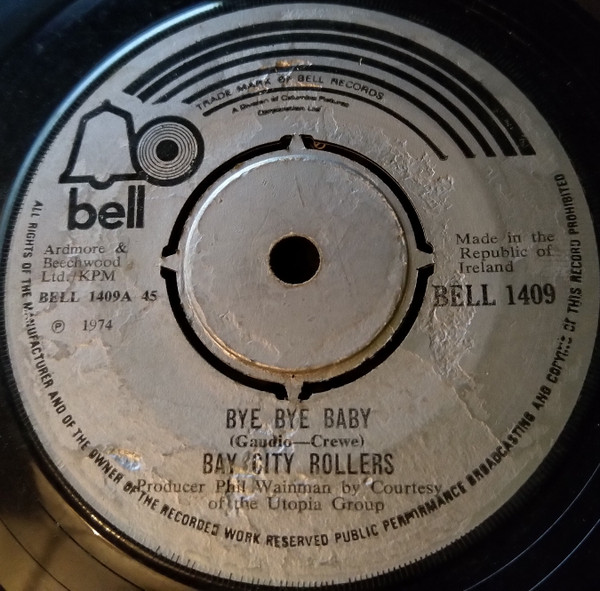 TRADE MARK OF BELL RECORDS
A Division of Columbia Pictures
Corporation Ltd
bell
Ardmore &
Beechwood
Ltd./KPM
BELL 1409A 45
℗ 1974
Made in the
Republic of
Ireland
BELL 1409
BYE BYE BABY
(Gaudio—Crewe)
BAY CITY ROLLERS
Producer Phil Wainman by Courtesy
of the Utopia Group
ALL RIGHTS OF THE MANUFACTURER AND OF THE OWNER OF THE RECORDED WORK RESERVED PUBLIC PERFORMANCE BROADCASTING AND COPYING OF THIS RECORD PROHIBITED